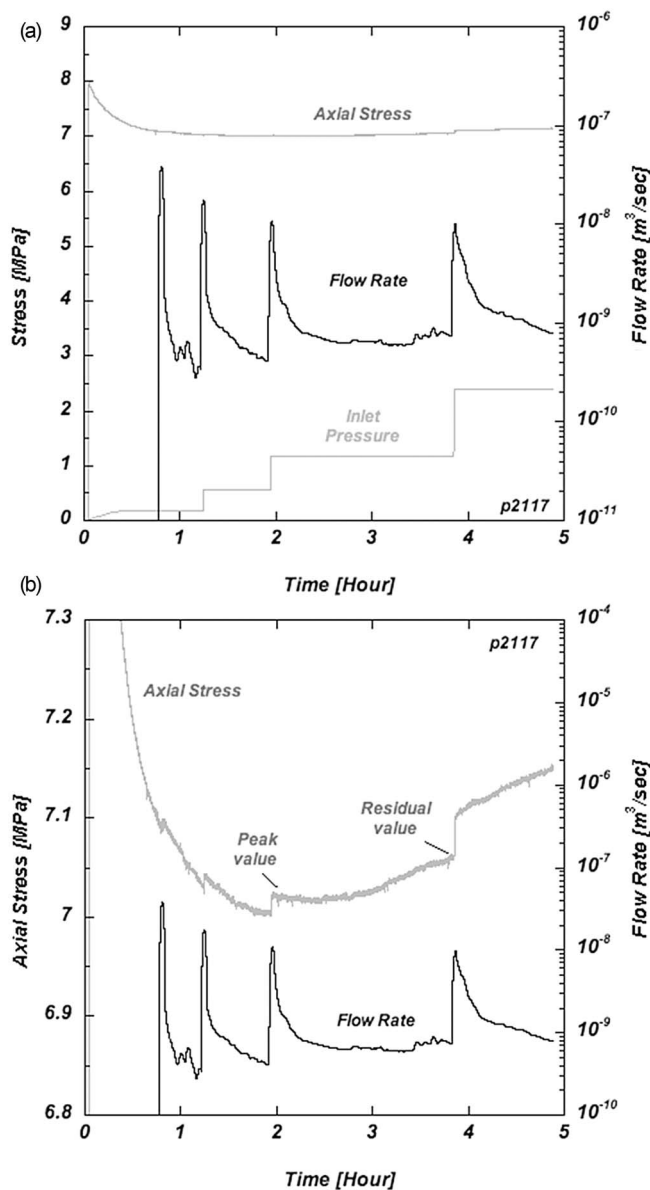 (a)
9
8
7
6
5
4
3
2
1
0
Stress [MPa]
10^-6
10^-7
10^-8
10^-9
10^-10
10^-11
Flow Rate [m^3/sec]
Axial Stress
Flow Rate
Inlet
Pressure
p2117
0 1 2 3 4 5
Time [Hour]
(b)
7.3
7.2
7.1
7
6.9
6.8
Axial Stress [MPa]
10^-4
10^-5
10^-6
10^-7
10^-8
10^-9
10^-10
Flow Rate [m^3/sec]
p2117
Axial Stress
Peak
value
Residual
value
Flow Rate
0 1 2 3 4 5
Time [Hour]